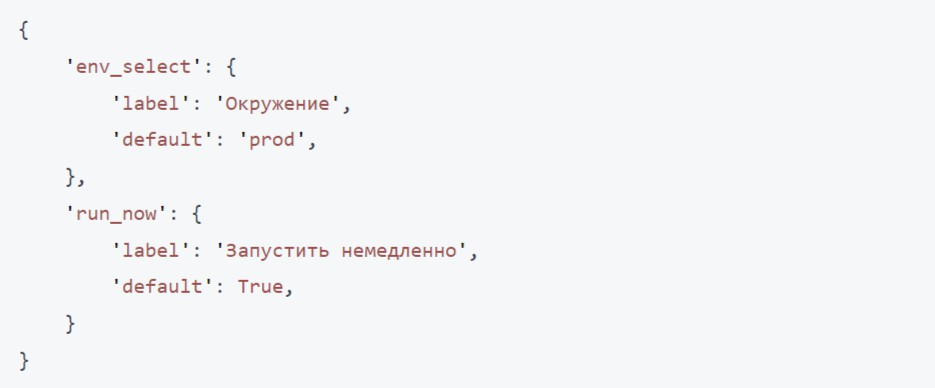 {
    'env_select': {
        'label': 'Окружение',
        'default': 'prod',
    },
    'run_now': {
        'label': 'Запустить немедленно',
        'default': True,
    }
}